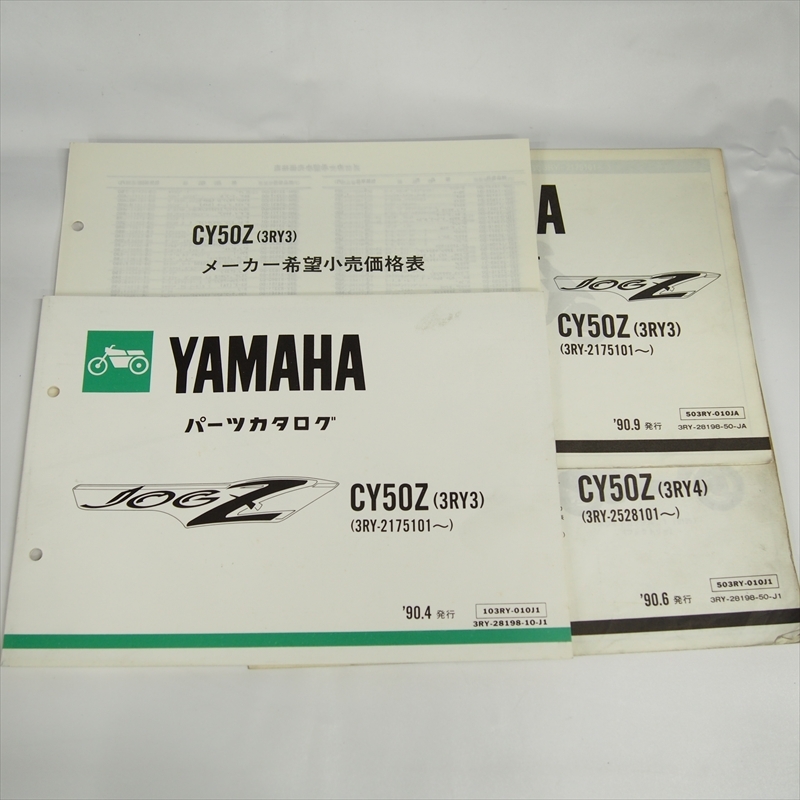 CY50Z (3RY3)
メーカー希望小売価格表
YAMAHA
パーツカタログ
JOG Z
CY50Z (3RY3)
(3RY-2175101～)
'90.4 発行
103RY-010J1
3RY-28198-10-J1
A
JOG Z
CY50Z (3RY3)
(3RY-2175101～)
'90.9 発行
503RY-010JA
3RY-28198-50-JA
CY50Z (3RY4)
(3RY-2528101～)
'90.6 発行
503RY-010J1
3RY-28198-50-J1